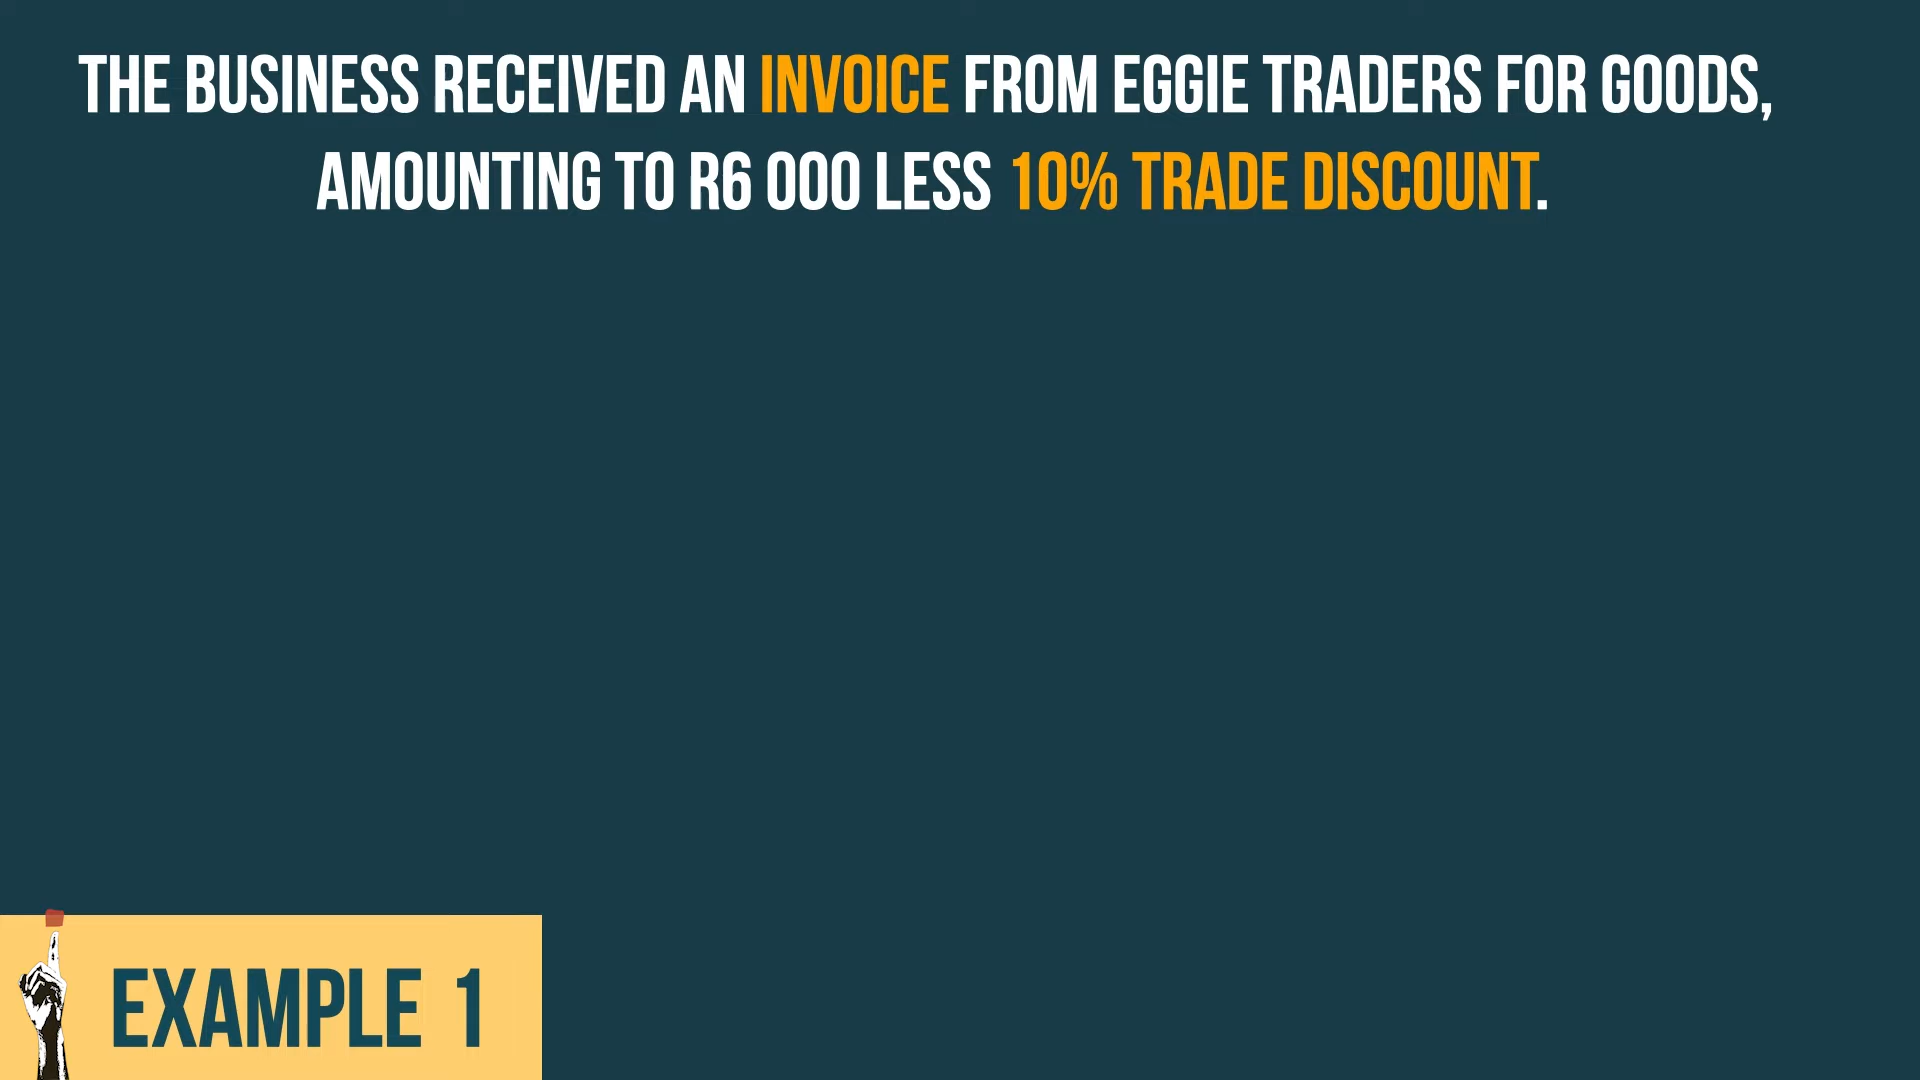 THE BUSINESS RECEIVED AN INVOICE FROM EGGIE TRADERS FOR GOODS,
AMOUNTING TO R6 000 LESS 10% TRADE DISCOUNT.
EXAMPLE 1